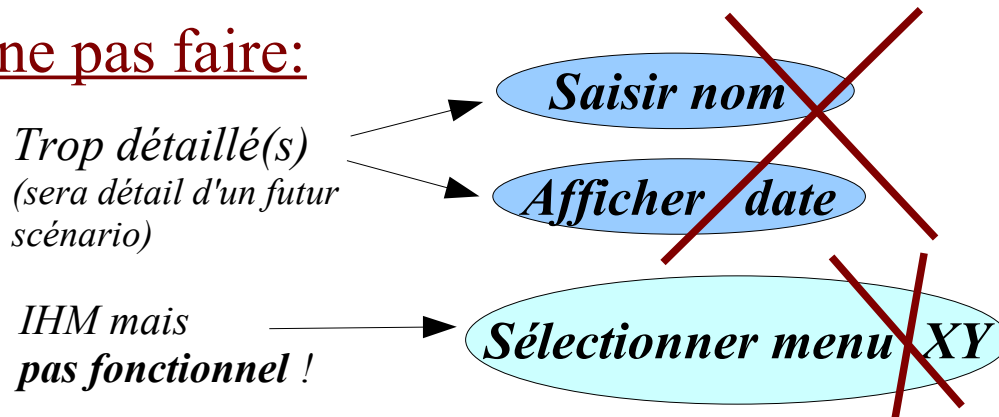 ne pas faire:
Saisir nom
Trop détaillé(s)
(sera détail d'un futur
scénario)
Afficher date
IHM mais
pas fonctionnel !
Sélectionner menu XY